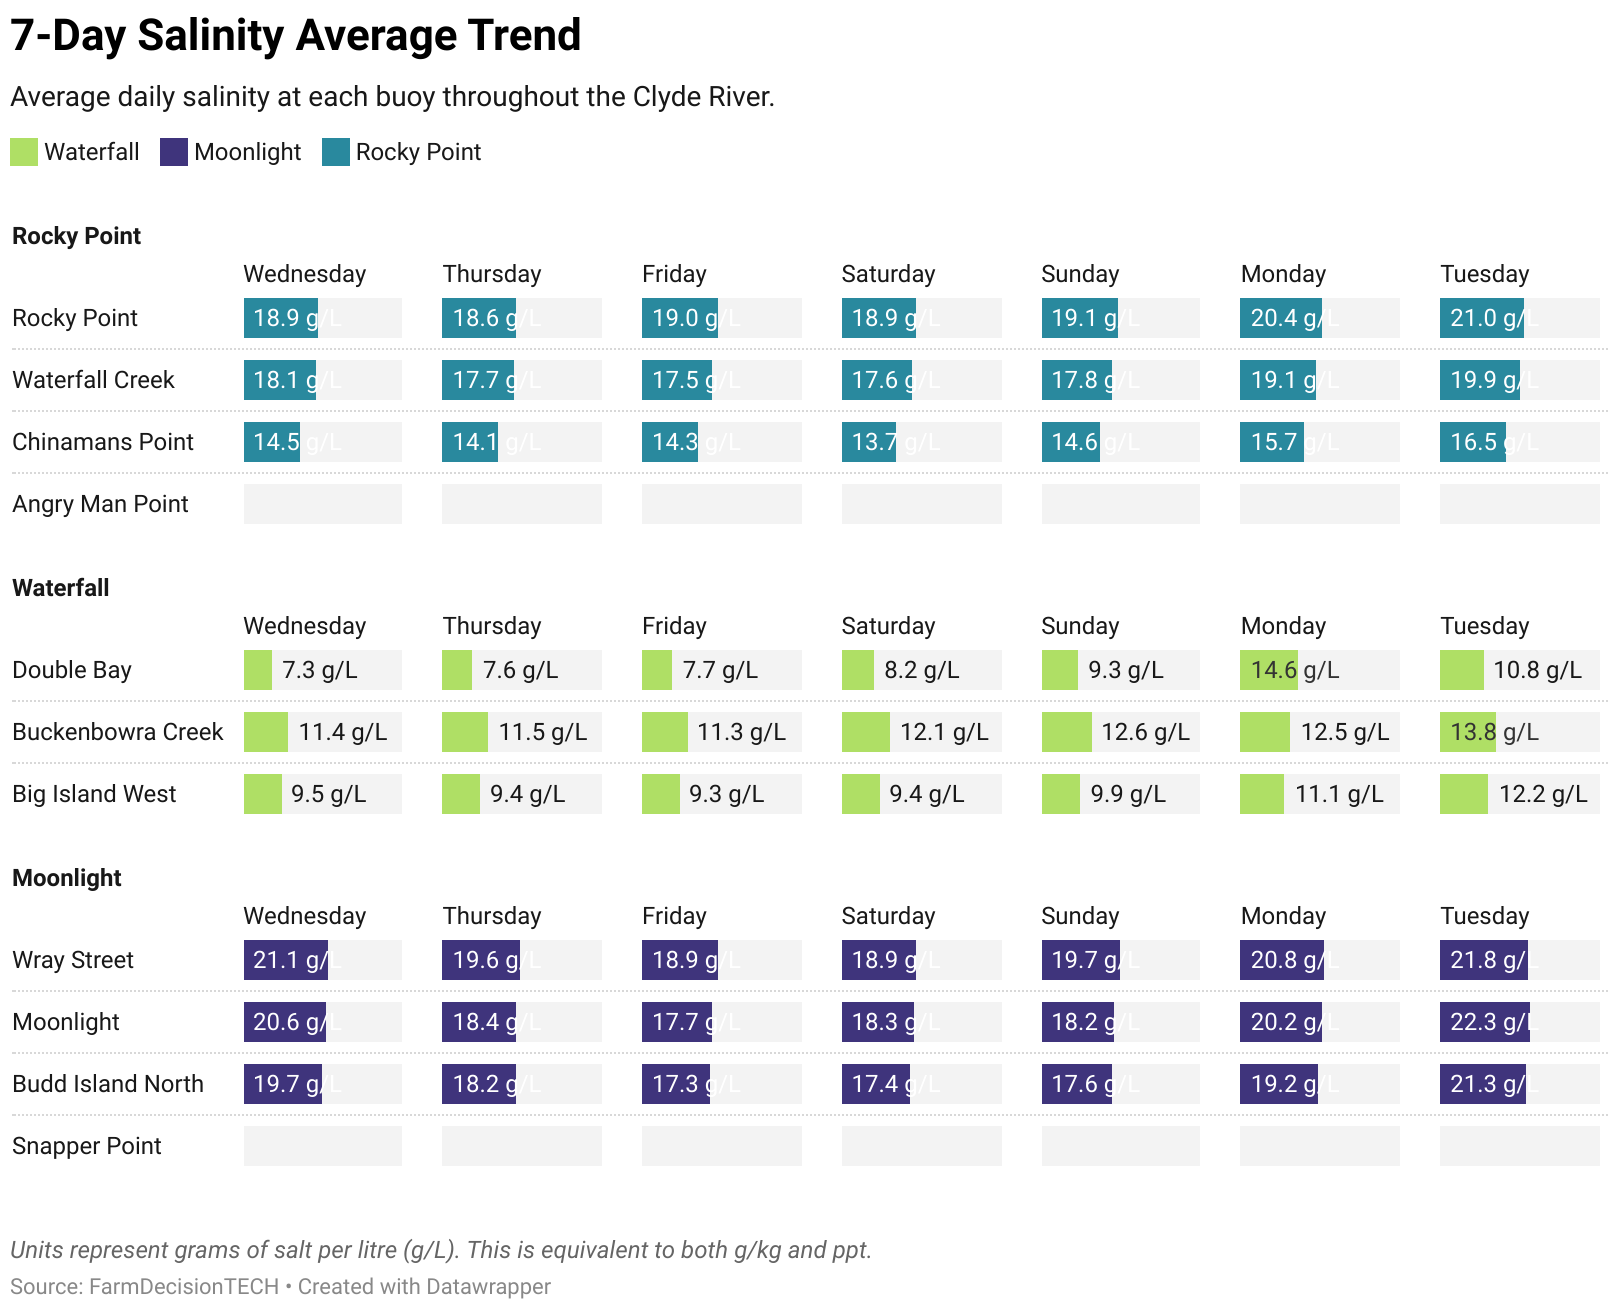 7-Day Salinity Average Trend
Average daily salinity at each buoy throughout the Clyde River.
Waterfall Moonlight Rocky Point
Rocky Point
Wednesday Thursday Friday Saturday Sunday Monday Tuesday
Rocky Point 18.9 g/L 18.6 g/L 19.0 g/L 18.9 g/L 19.1 g/L 20.4 g/L 21.0 g/L
Waterfall Creek 18.1 g/L 17.7 g/L 17.5 g/L 17.6 g/L 17.8 g/L 19.1 g/L 19.9 g/L
Chinamans Point 14.5 g/L 14.1 g/L 14.3 g/L 13.7 g/L 14.6 g/L 15.7 g/L 16.5 g/L
Angry Man Point
Waterfall
Wednesday Thursday Friday Saturday Sunday Monday Tuesday
Double Bay 7.3 g/L 7.6 g/L 7.7 g/L 8.2 g/L 9.3 g/L 14.6 g/L 10.8 g/L
Buckenbowra Creek 11.4 g/L 11.5 g/L 11.3 g/L 12.1 g/L 12.6 g/L 12.5 g/L 13.8 g/L
Big Island West 9.5 g/L 9.4 g/L 9.3 g/L 9.4 g/L 9.9 g/L 11.1 g/L 12.2 g/L
Moonlight
Wednesday Thursday Friday Saturday Sunday Monday Tuesday
Wray Street 21.1 g/L 19.6 g/L 18.9 g/L 18.9 g/L 19.7 g/L 20.8 g/L 21.8 g/L
Moonlight 20.6 g/L 18.4 g/L 17.7 g/L 18.3 g/L 18.2 g/L 20.2 g/L 22.3 g/L
Budd Island North 19.7 g/L 18.2 g/L 17.3 g/L 17.4 g/L 17.6 g/L 19.2 g/L 21.3 g/L
Snapper Point
Units represent grams of salt per litre (g/L). This is equivalent to both g/kg and ppt.
Source: FarmDecisionTECH • Created with Datawrapper